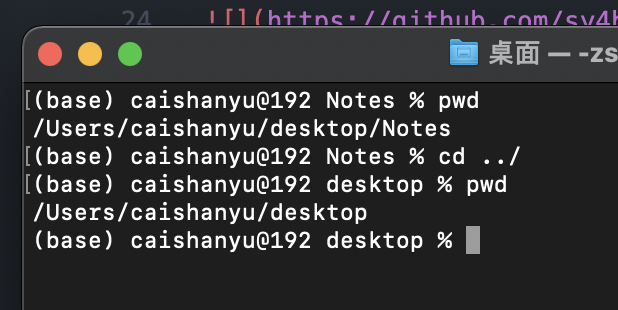 24 ![](https://github.com/sy4
桌面 — -zs
(base) caishanyu@192 Notes % pwd
/Users/caishanyu/desktop/Notes
(base) caishanyu@192 Notes % cd ../
(base) caishanyu@192 desktop % pwd
/Users/caishanyu/desktop
(base) caishanyu@192 desktop %